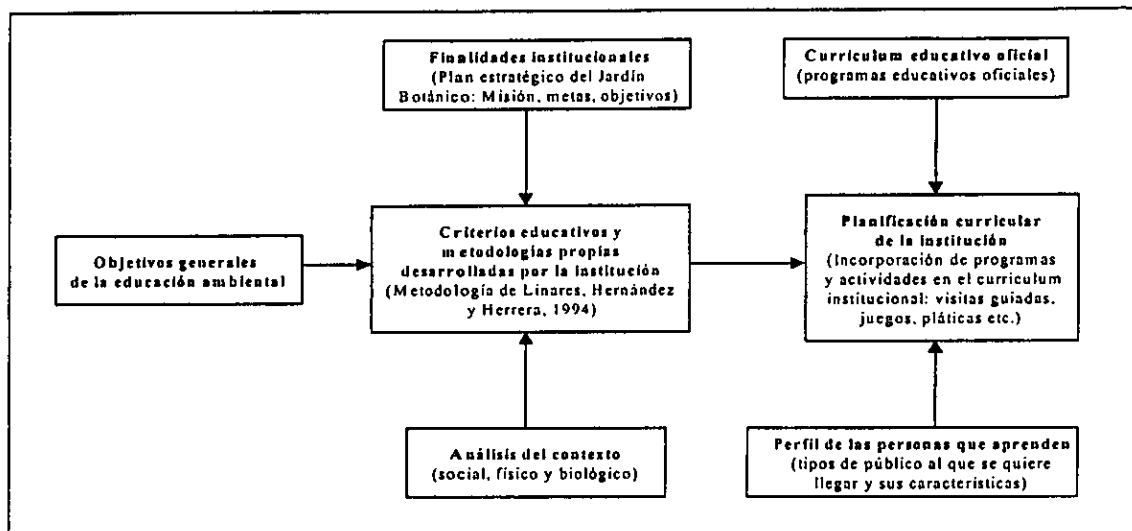 Finalidades institucionales
(Plan estratégico del Jardín
Botánico: Misión, metas, objetivos)
Curriculum educativo oficial
(programas educativos oficiales)
Objetivos generales
de la educación ambiental
Criterios educativos y
metodologías propias
desarrolladas por la institución
(Metodología de Linares, Hernández
y Herrera, 1994)
Planificación curricular
de la institución
(Incorporación de programas
y actividades en el curriculum
institucional: visitas guiadas,
juegos, pláticas etc.)
Análisis del contexto
(social, físico y biológico)
Perfil de las personas que aprenden
(tipos de público al que se quiere
llegar y sus características)